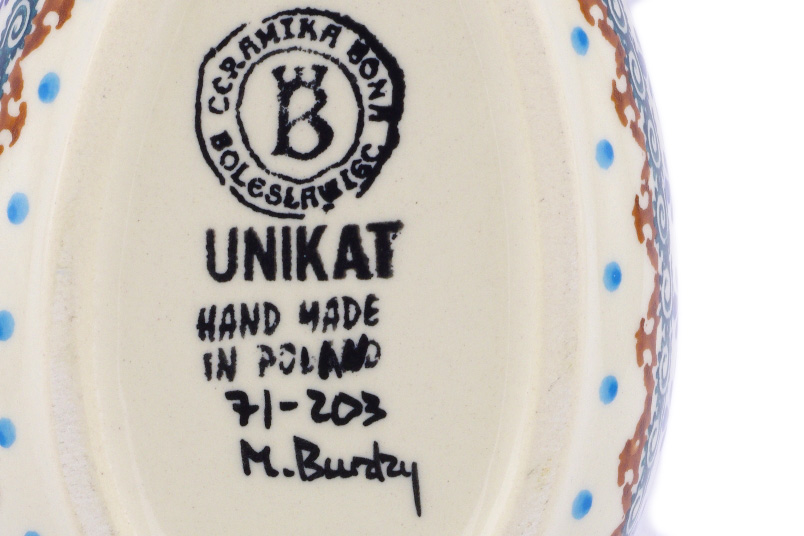 CERAMIKA BONA
BOLESŁAWIEC
B
UNIKAT
HAND MADE
IN POLAND
71-203
M. Burdzy